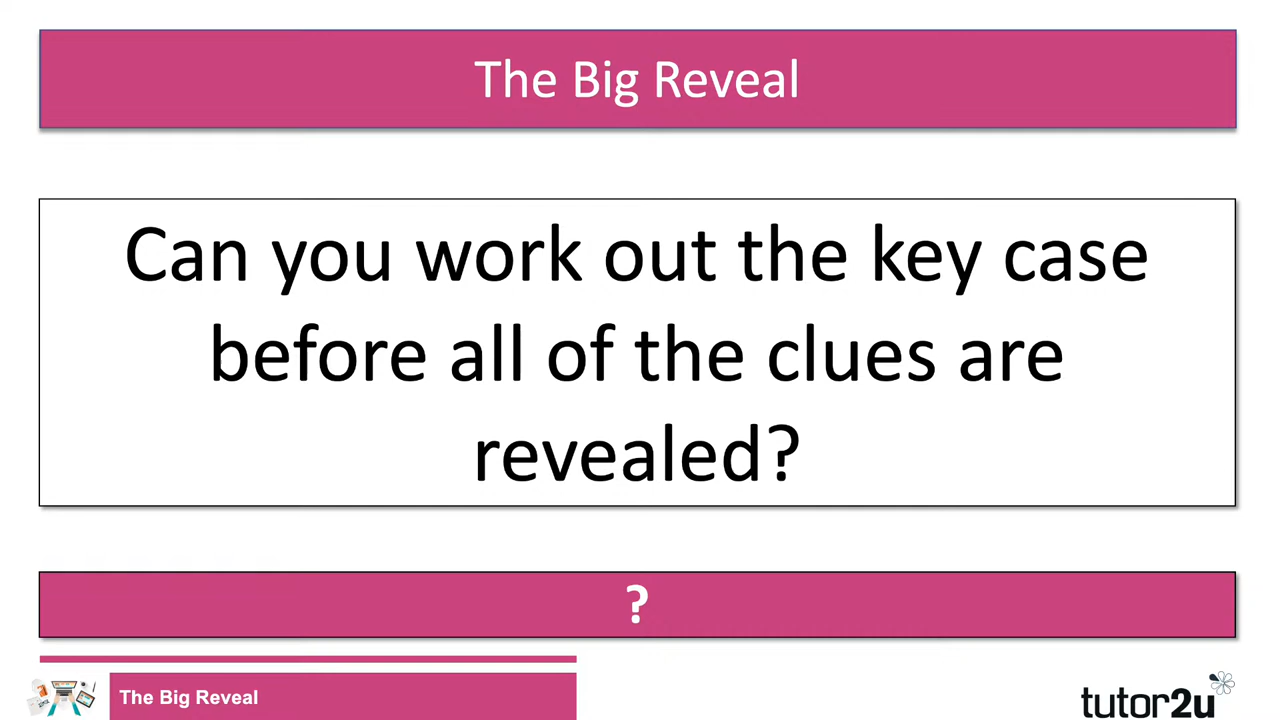 The Big Reveal
Can you work out the key case
before all of the clues are
revealed?
?
The Big Reveal
tutor2u